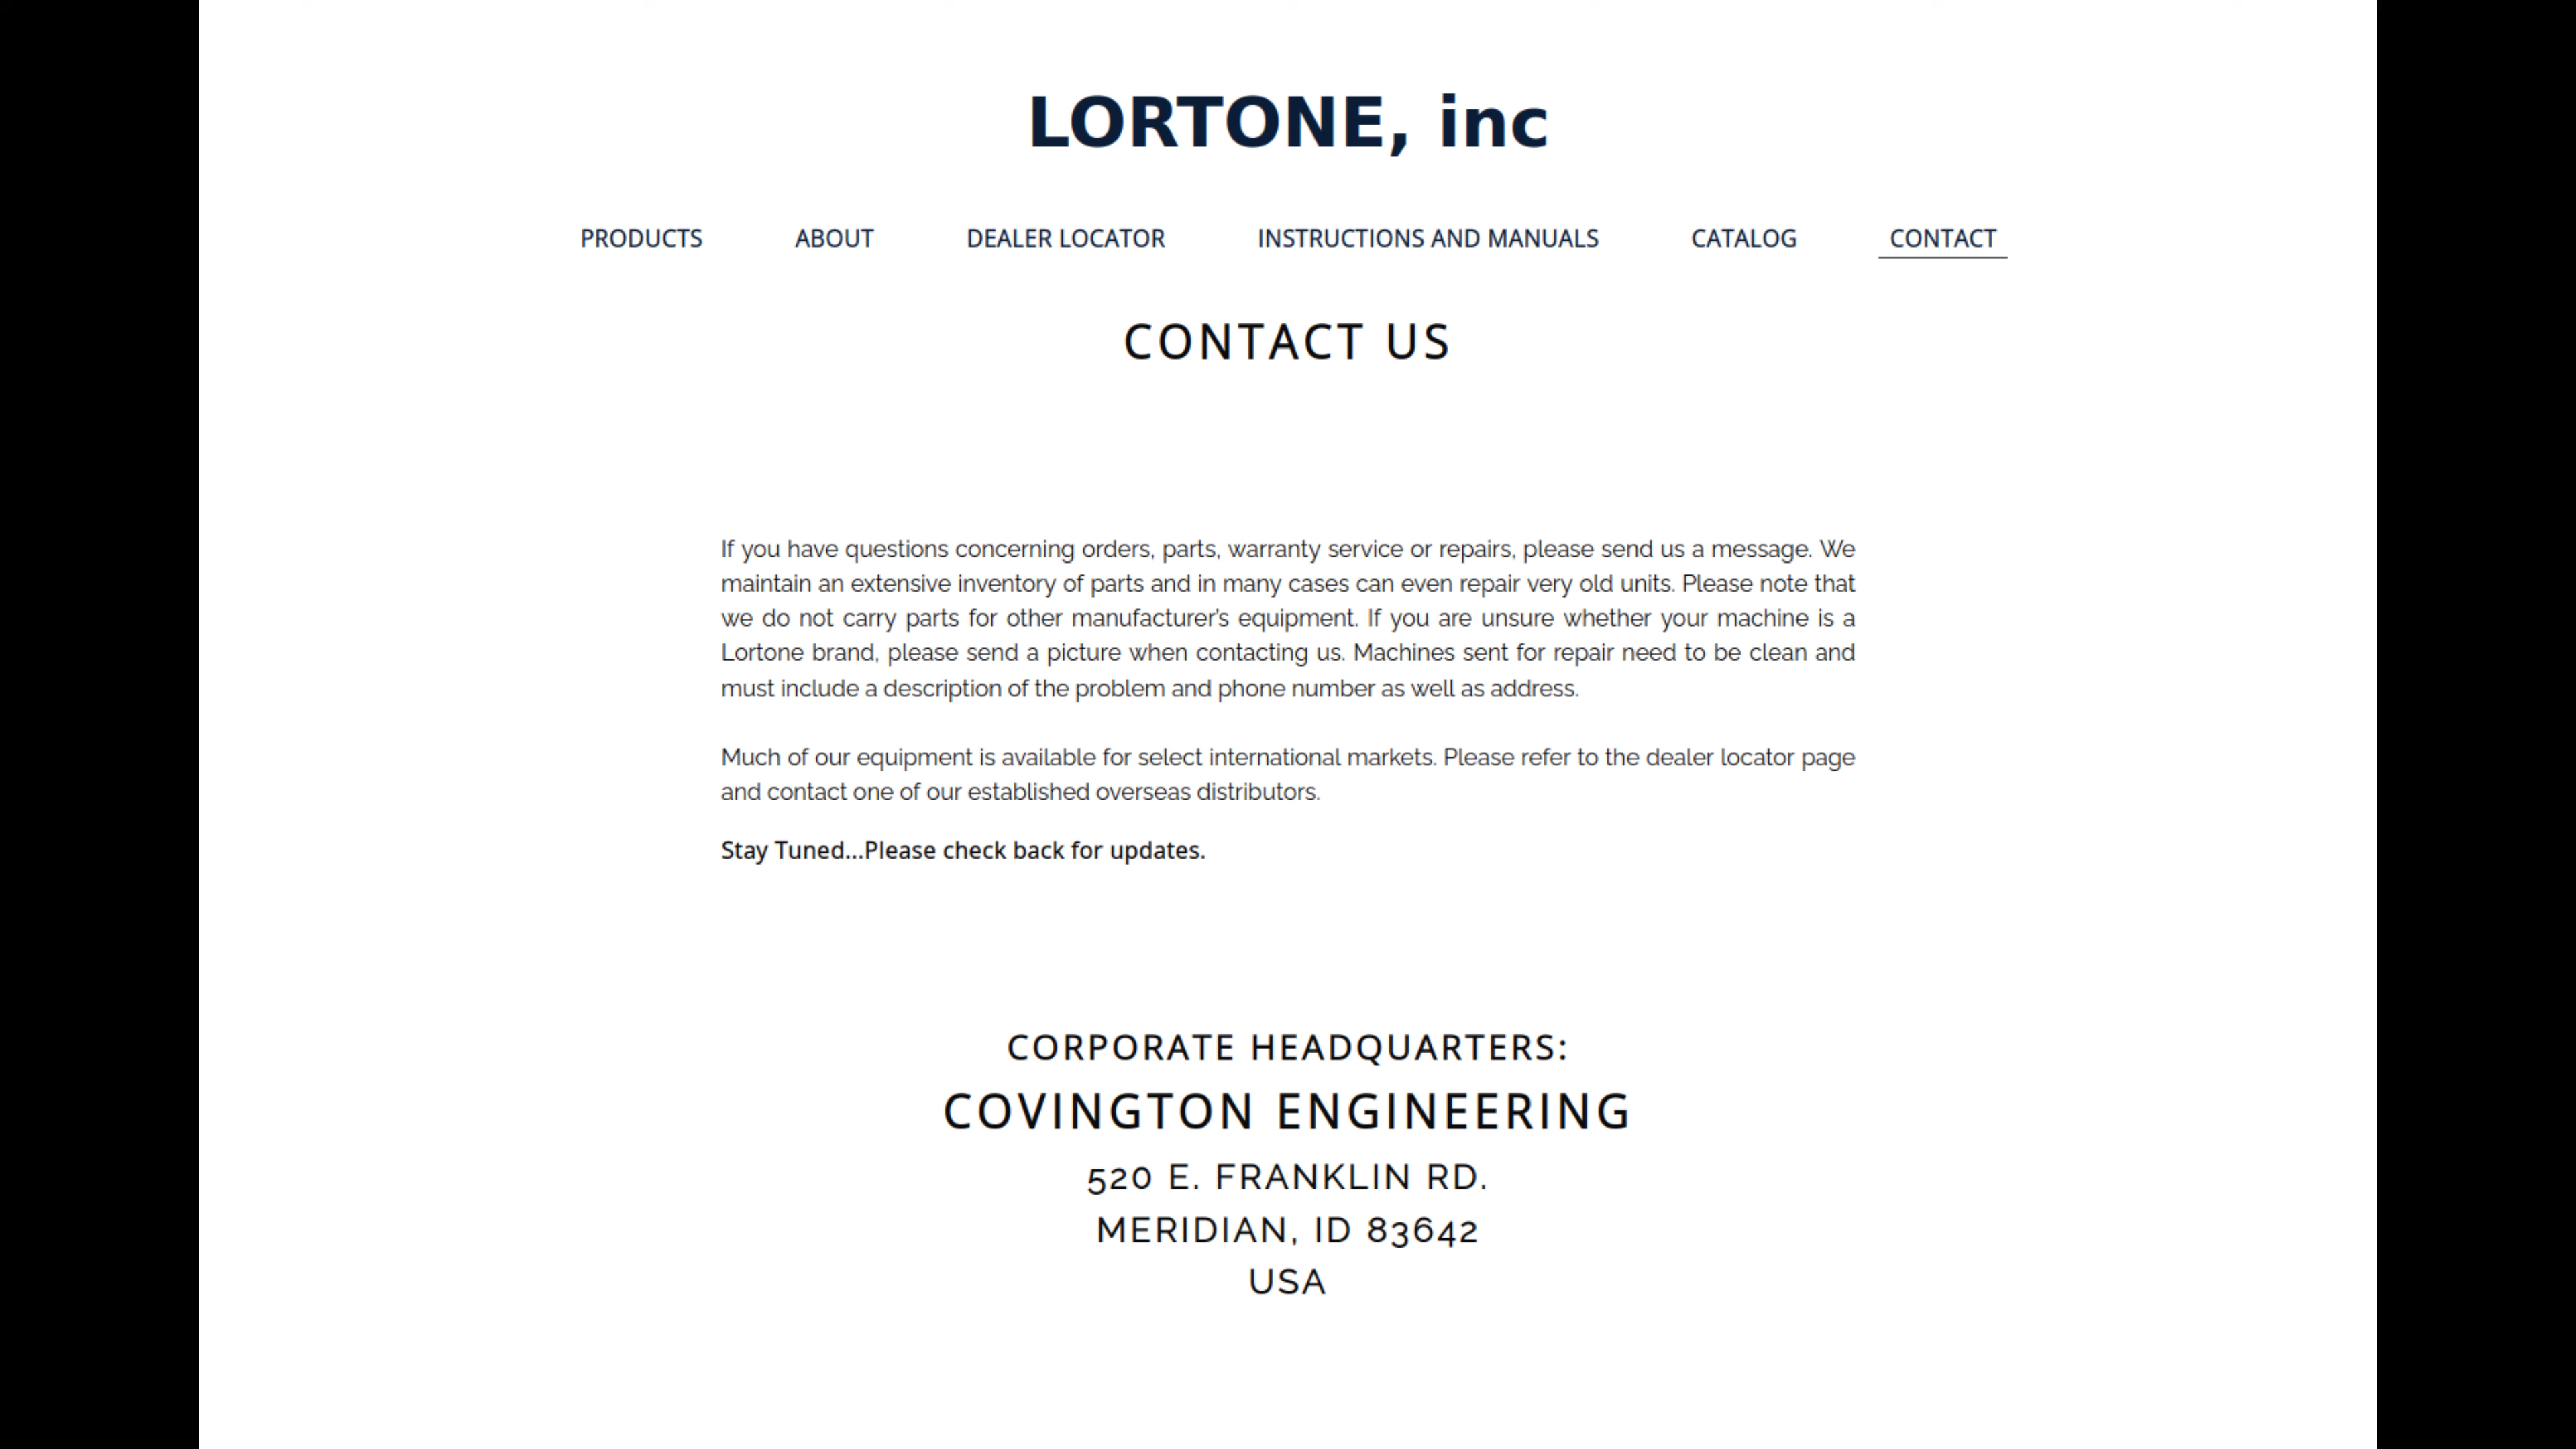 LORTONE, inc
PRODUCTS ABOUT DEALER LOCATOR INSTRUCTIONS AND MANUALS CATALOG CONTACT
CONTACT US
If you have questions concerning orders, parts, warranty service or repairs, please send us a message. We
maintain an extensive inventory of parts and in many cases can even repair very old units. Please note that
we do not carry parts for other manufacturer's equipment. If you are unsure whether your machine is a
Lortone brand, please send a picture when contacting us. Machines sent for repair need to be clean and
must include a description of the problem and phone number as well as address.
Much of our equipment is available for select international markets. Please refer to the dealer locator page
and contact one of our established overseas distributors.
Stay Tuned...Please check back for updates.
CORPORATE HEADQUARTERS:
COVINGTON ENGINEERING
520 E. FRANKLIN RD.
MERIDIAN, ID 83642
USA